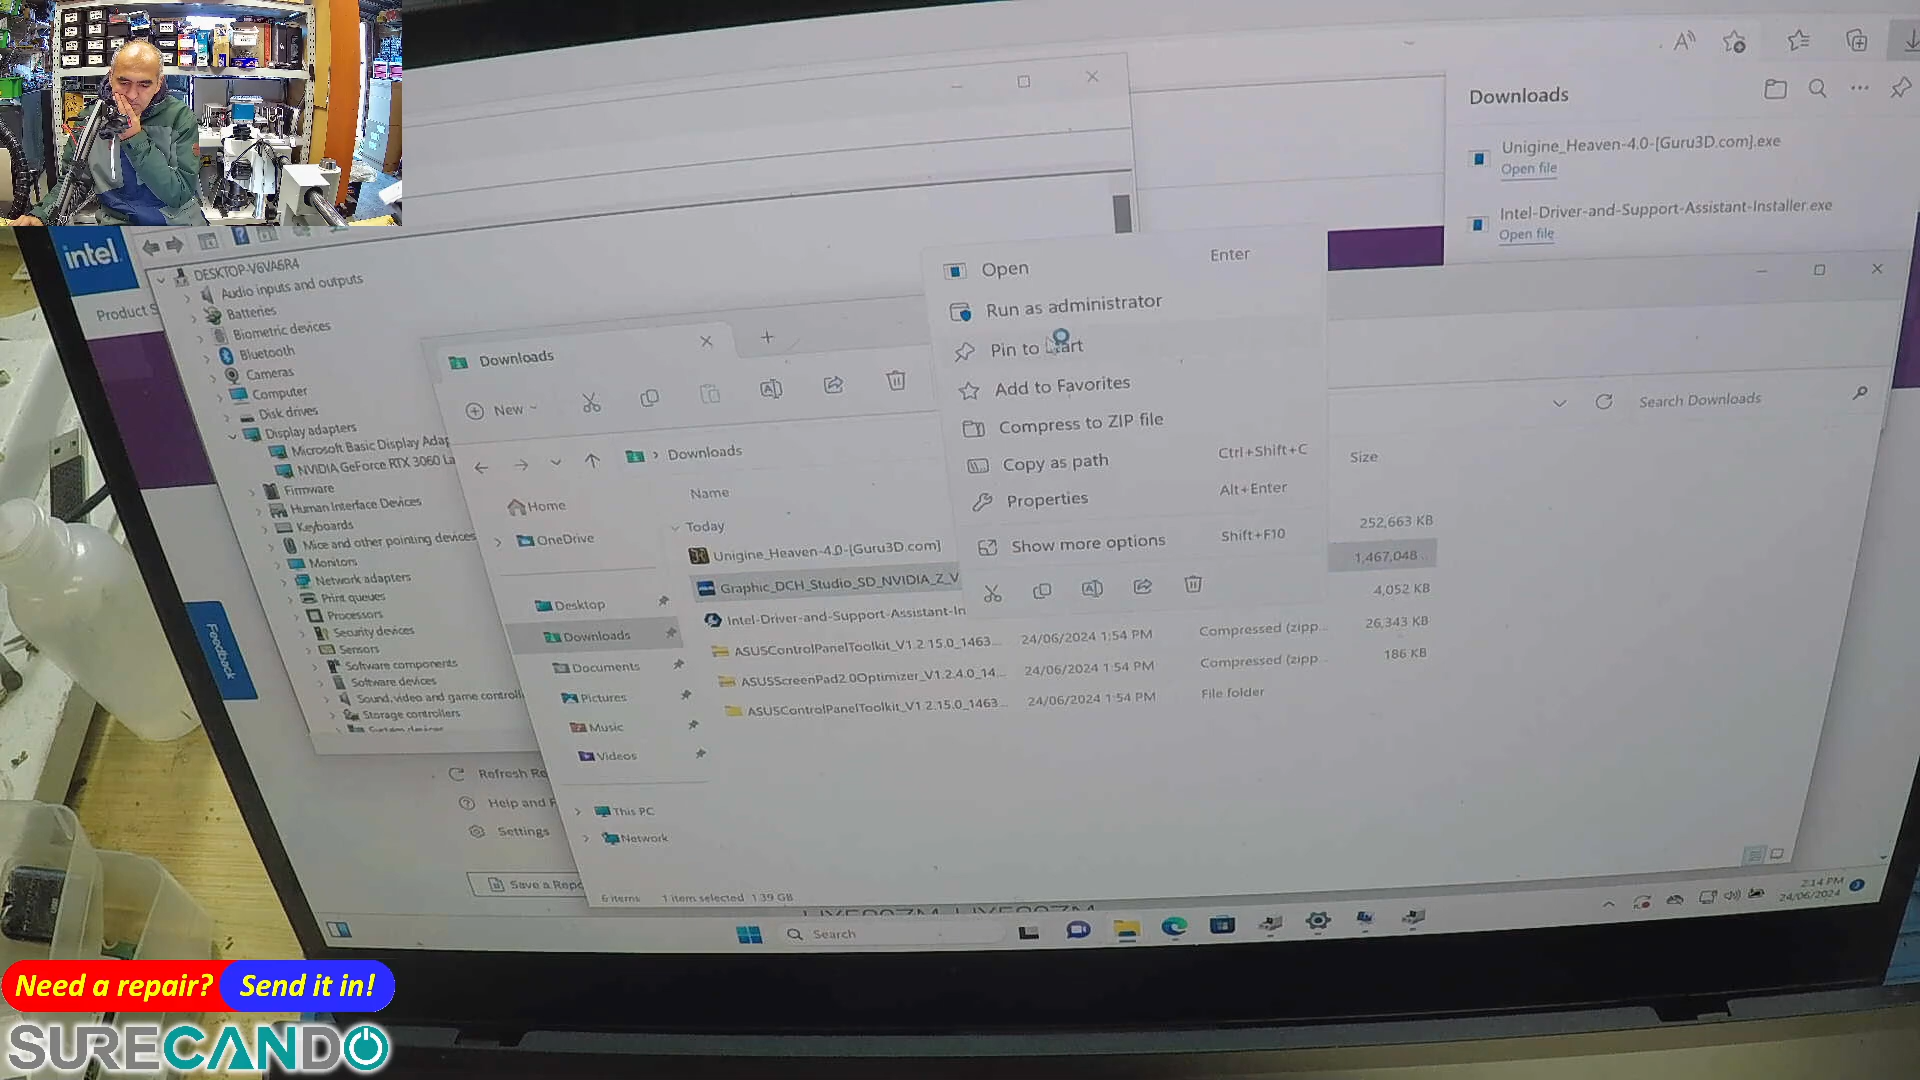 Downloads
Unigine_Heaven-4.0-[Guru3D.com].exe
Open file
Intel-Driver-and-Support-Assistant-Installer.exe
Open file
intel.
Product S
DESKTOP-V6VA6R4
Audio inputs and outputs
Batteries
Biometric devices
Bluetooth
Cameras
Computer
Disk drives
Display adapters
Microsoft Basic Display Adap
NVIDIA GeForce RTX 3060 La
Firmware
Human Interface Devices
Keyboards
Mice and other pointing devices
Monitors
Network adapters
Print queues
Processors
Security devices
Sensors
Software components
Software devices
Sound, video and game controll
Storage controllers
System devices
Feedback
Refresh Re
Help and F
Settings
Save a Repo
Downloads
New
Downloads
Home
OneDrive
Desktop
Downloads
Documents
Pictures
Music
Videos
This PC
Network
Open Enter
Run as administrator
Pin to Start
Add to Favorites
Compress to ZIP file
Copy as path Ctrl+Shift+C
Properties Alt+Enter
Show more options Shift+F10
Search Downloads
Name Size
Today
Unigine_Heaven-4.0-[Guru3D.com] 252,663 KB
Graphic_DCH_Studio_SD_NVIDIA_Z_V 1,467,048...
Intel-Driver-and-Support-Assistant-In 4,052 KB
ASUSControlPanelToolkit_V1.2.15.0_1463... 24/06/2024 1:54 PM Compressed (zipp... 26,343 KB
ASUSScreenPad2.0Optimizer_V1.2.4.0_14... 24/06/2024 1:54 PM Compressed (zipp... 186 KB
ASUSControlPanelToolkit_V1.2.15.0_1463... 24/06/2024 1:54 PM File folder
6 items 1 item selected 1.39 GB
Search
2:14 PM
24/06/2024
Need a repair? Send it in!
SURECANDO